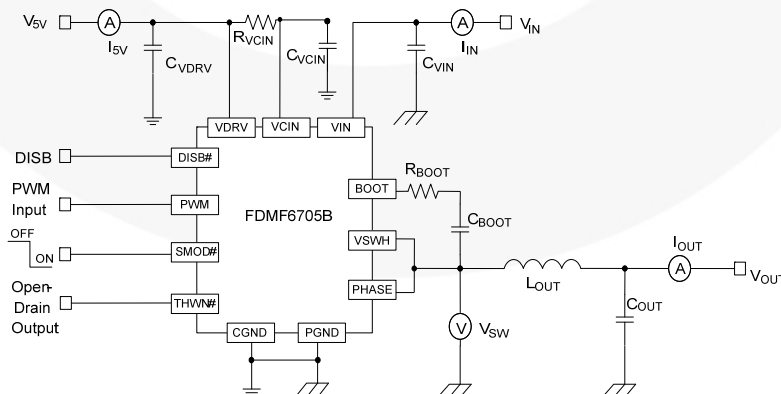 V5V
A
I5V
RVCIN
CVDRV
CVCIN
CVIN
A
IIN
VIN
VDRV
VCIN
VIN
DISB
DISB#
PWM
Input
PWM
OFF
ON
SMOD#
Open-
Drain
Output
THWN#
FDMF6705B
BOOT
RBOOT
CBOOT
VSWH
PHASE
CGND
PGND
V
VSW
LOUT
COUT
IOUT
A
VOUT